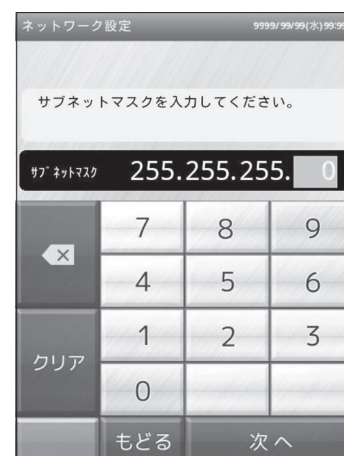 ネットワーク設定 9999/99/99(水)99:99
サブネットマスクを入力してください。
ｻﾌﾞﾈｯﾄﾏｽｸ 255.255.255. 0
7 8 9
4 5 6
クリア 1 2 3
0
もどる 次へ